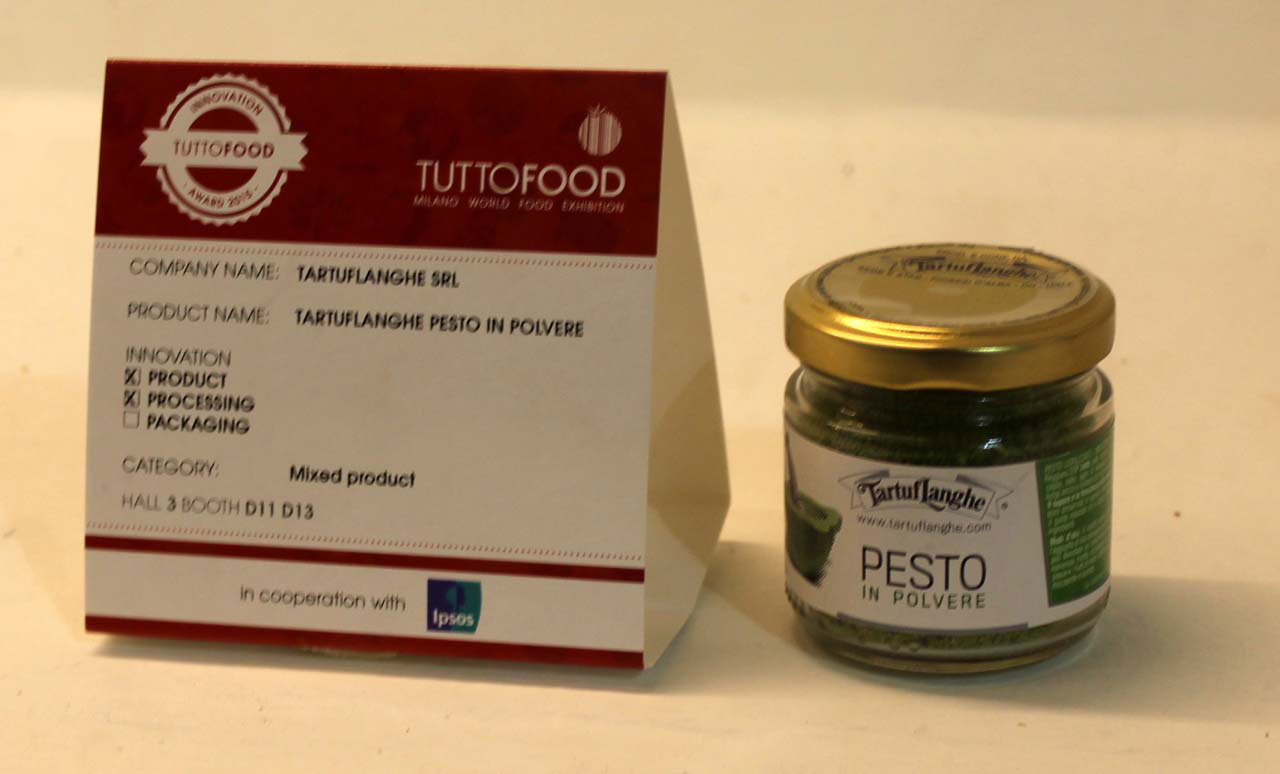 INNOVATION
TUTTOFOOD
- AWARD 2015 -
TUTTOFOOD
MILANO WORLD FOOD EXHIBITION
COMPANY NAME: TARTUFLANGHE SRL
PRODUCT NAME: TARTUFLANGHE PESTO IN POLVERE
INNOVATION
X PRODUCT
X PROCESSING
PACKAGING
CATEGORY: Mixed product
HALL 3 BOOTH D11 D13
in cooperation with Ipsos
Tartuflanghe
Tartuflanghe
www.tartuflanghe.com
PESTO
IN POLVERE